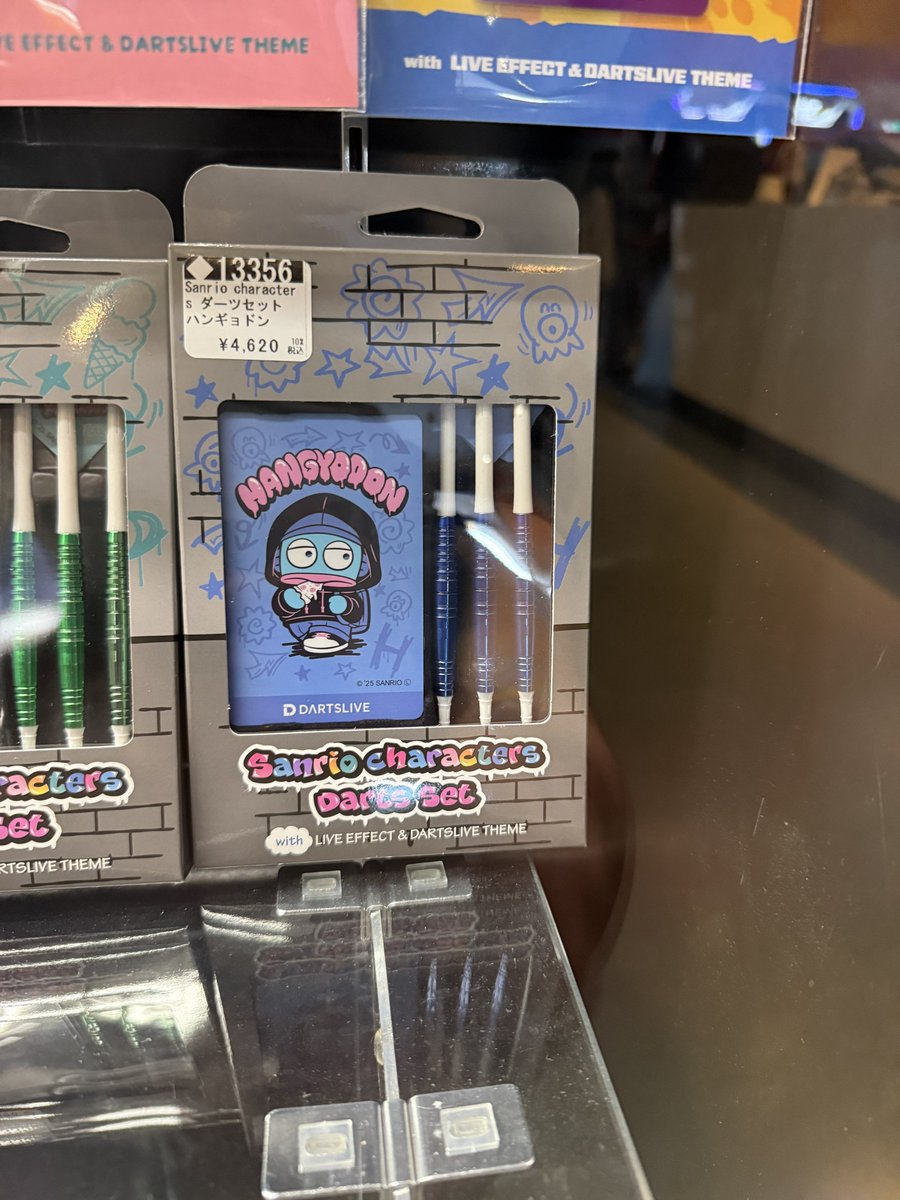 E EFFECT & DARTSLIVE THEME
with LIVE EFFECT & DARTSLIVE THEME
13356
Sanrio character
s ダーツセット
ハンギョドン
¥4,620 10% 税込
HANGYODON
H
© '25 SANRIO Ⓛ
DARTSLIVE
Sanrio characters
Darts Set
with LIVE EFFECT & DARTSLIVE THEME
racters
Set
RTSLIVE THEME